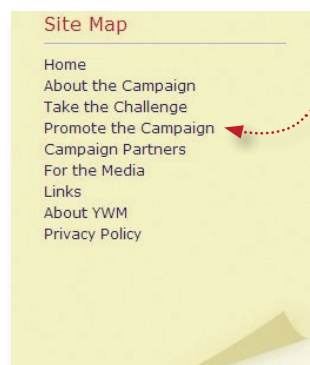 Site Map
Home
About the Campaign
Take the Challenge
Promote the Campaign
Campaign Partners
For the Media
Links
About YWM
Privacy Policy